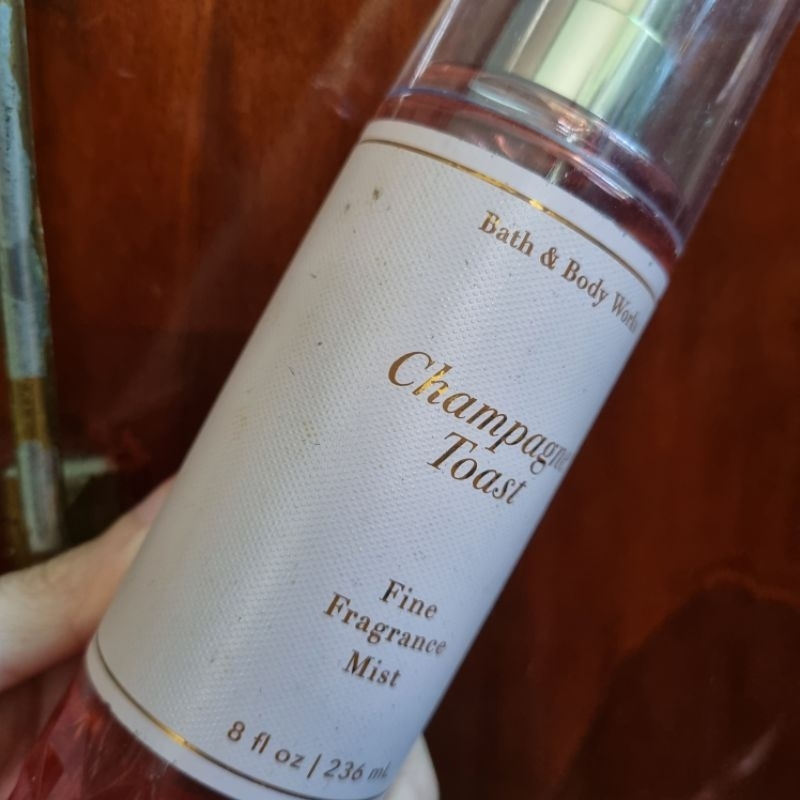 Bath & Body Works
Champagne
Toast
Fine
Fragrance
Mist
8 fl oz | 236 mL